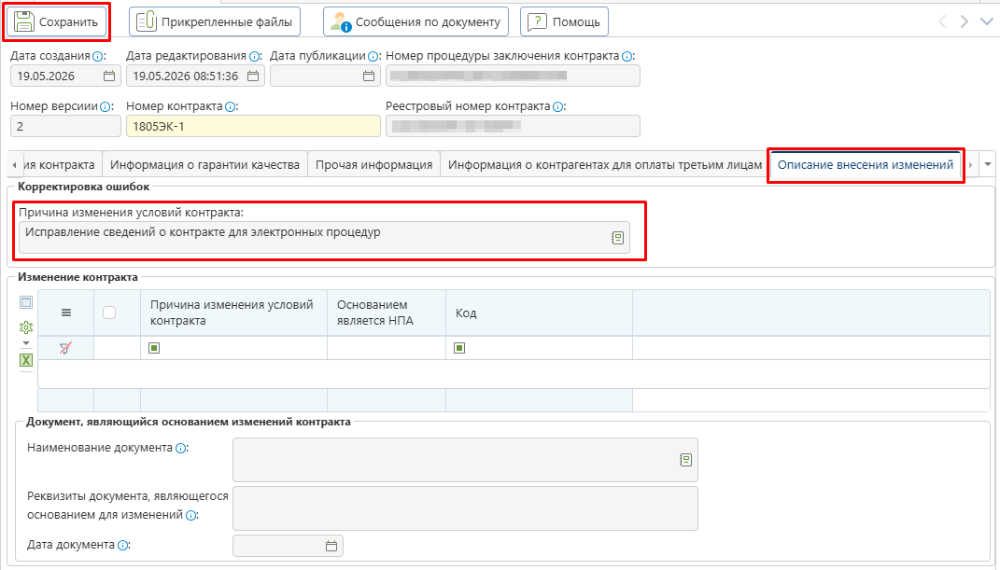 Сохранить Прикрепленные файлы Сообщения по документу Помощь
Дата создания: Дата редактирования: Дата публикации: Номер процедуры заключения контракта:
19.05.2026 19.05.2026 08:51:36
Номер версиии: Номер контракта: Реестровый номер контракта:
2 1805ЭК-1
ия контракта Информация о гарантии качества Прочая информация Информация о контрагентах для оплаты третьим лицам Описание внесения изменений
Корректировка ошибок
Причина изменения условий контракта:
Исправление сведений о контракте для электронных процедур
Изменение контракта
Причина изменения условий контракта
Основанием является НПА
Код
Документ, являющийся основанием изменений контракта
Наименование документа:
Реквизиты документа, являющегося
основанием для изменений:
Дата документа: